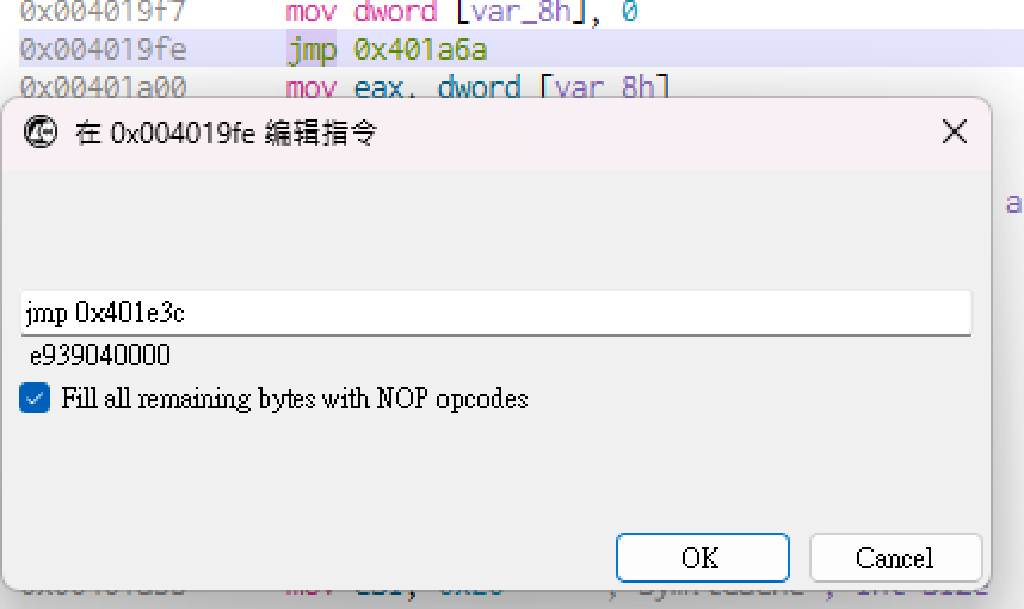 0x004019f7 mov dword [var_8h], 0
0x004019fe jmp 0x401a6a
0x00401a00 mov eax, dword [var_8h]
在 0x004019fe 编辑指令
a
jmp 0x401e3c
e939040000
Fill all remaining bytes with NOP opcodes
OK Cancel